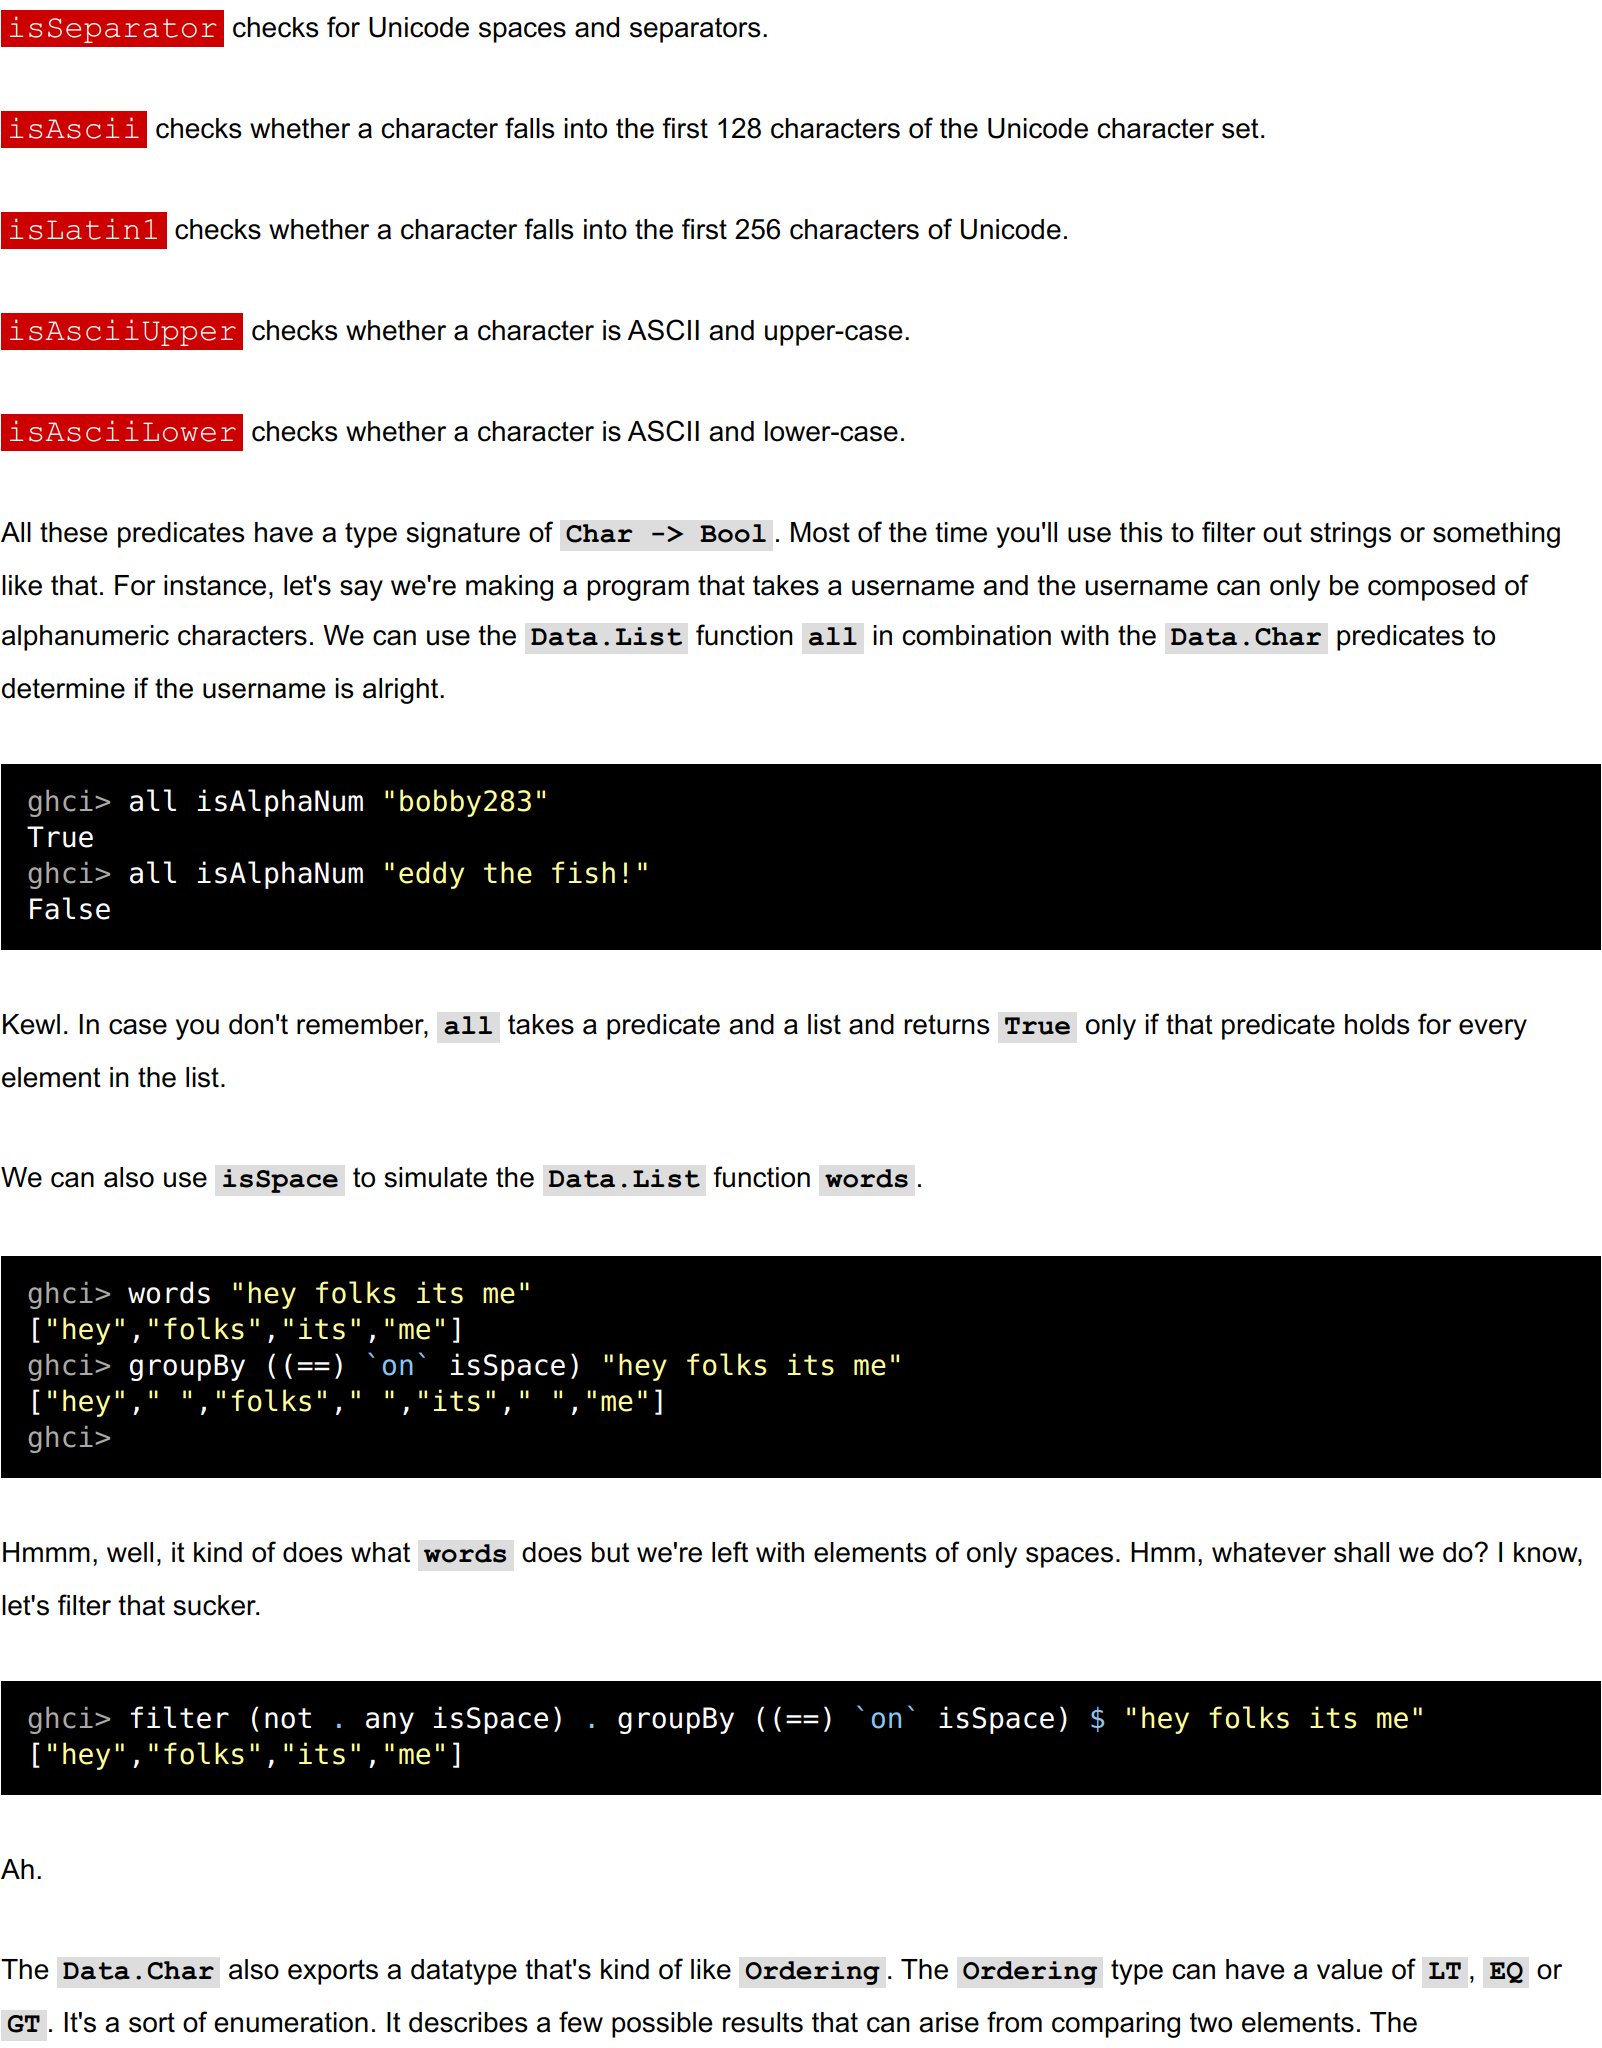 isSeparator checks for Unicode spaces and separators.
isAscii checks whether a character falls into the first 128 characters of the Unicode character set.
isLatin1 checks whether a character falls into the first 256 characters of Unicode.
isAsciiUpper checks whether a character is ASCII and upper-case.
isAsciiLower checks whether a character is ASCII and lower-case.
All these predicates have a type signature of Char -> Bool. Most of the time you'll use this to filter out strings or something
like that. For instance, let's say we're making a program that takes a username and the username can only be composed of
alphanumeric characters. We can use the Data.List function all in combination with the Data.Char predicates to
determine if the username is alright.
ghci> all isAlphaNum "bobby283"
True
ghci> all isAlphaNum "eddy the fish!"
False
Kewl. In case you don't remember, all takes a predicate and a list and returns True only if that predicate holds for every
element in the list.
We can also use isSpace to simulate the Data.List function words.
ghci> words "hey folks its me"
["hey","folks","its","me"]
ghci> groupBy ((==) `on` isSpace) "hey folks its me"
["hey"," ","folks"," ","its"," ","me"]
ghci>
Hmmm, well, it kind of does what words does but we're left with elements of only spaces. Hmm, whatever shall we do? I know,
let's filter that sucker.
ghci> filter (not . any isSpace) . groupBy ((==) `on` isSpace) $ "hey folks its me"
["hey","folks","its","me"]
Ah.
The Data.Char also exports a datatype that's kind of like Ordering. The Ordering type can have a value of LT, EQ or
GT. It's a sort of enumeration. It describes a few possible results that can arise from comparing two elements. The